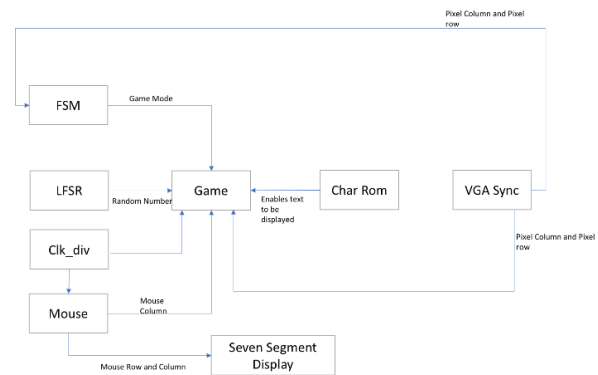 Pixel Column and Pixel
row
FSM
Game Mode
LFSR
Random Number
Game
Enables text
to be
displayed
Char Rom
VGA Sync
Clk_div
Pixel Column and Pixel
row
Mouse
Mouse
Column
Seven Segment
Display
Mouse Row and Column